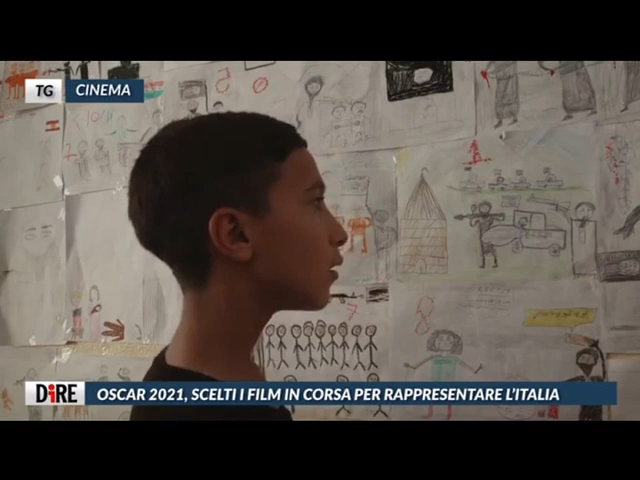 TG CINEMA
DiRE OSCAR 2021, SCELTI I FILM IN CORSA PER RAPPRESENTARE L'ITALIA